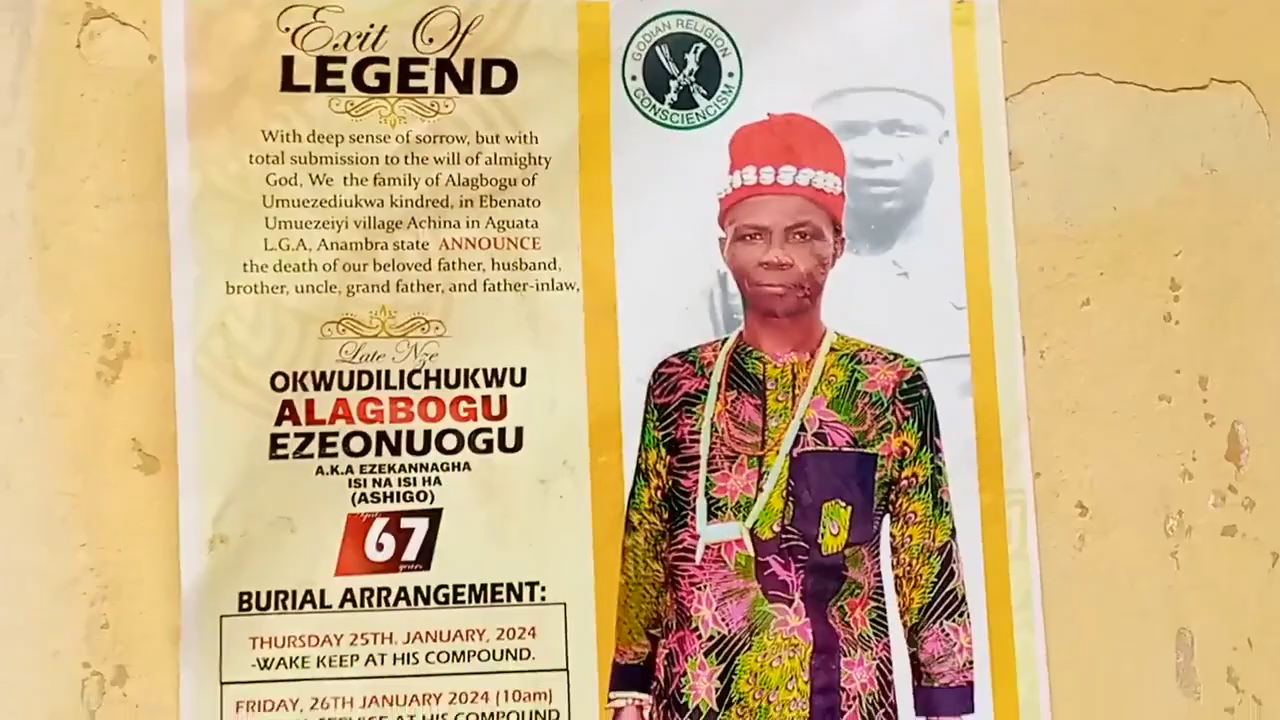 Exit Of
LEGEND
With deep sense of sorrow, but with
total submission to the will of almighty
God, We the family of Alagbogu of
Umuezediukwa kindred, in Ebenato
Umuezeiyi village Achina in Aguata
L.G.A, Anambra state ANNOUNCE
the death of our beloved father, husband,
brother, uncle, grand father, and father-inlaw,
Late Nze
OKWUDILICHUKWU
ALAGBOGU
EZEONUOGU
A.K.A EZEKANNAGHA
ISI NA ISI HA
(ASHIGO)
67
years
BURIAL ARRANGEMENT:
THURSDAY 25TH. JANUARY, 2024
-WAKE KEEP AT HIS COMPOUND.
FRIDAY, 26TH JANUARY 2024 (10am)
SERVICE AT HIS COMPOUND
GODIAN RELIGION
CONSCIENCISM